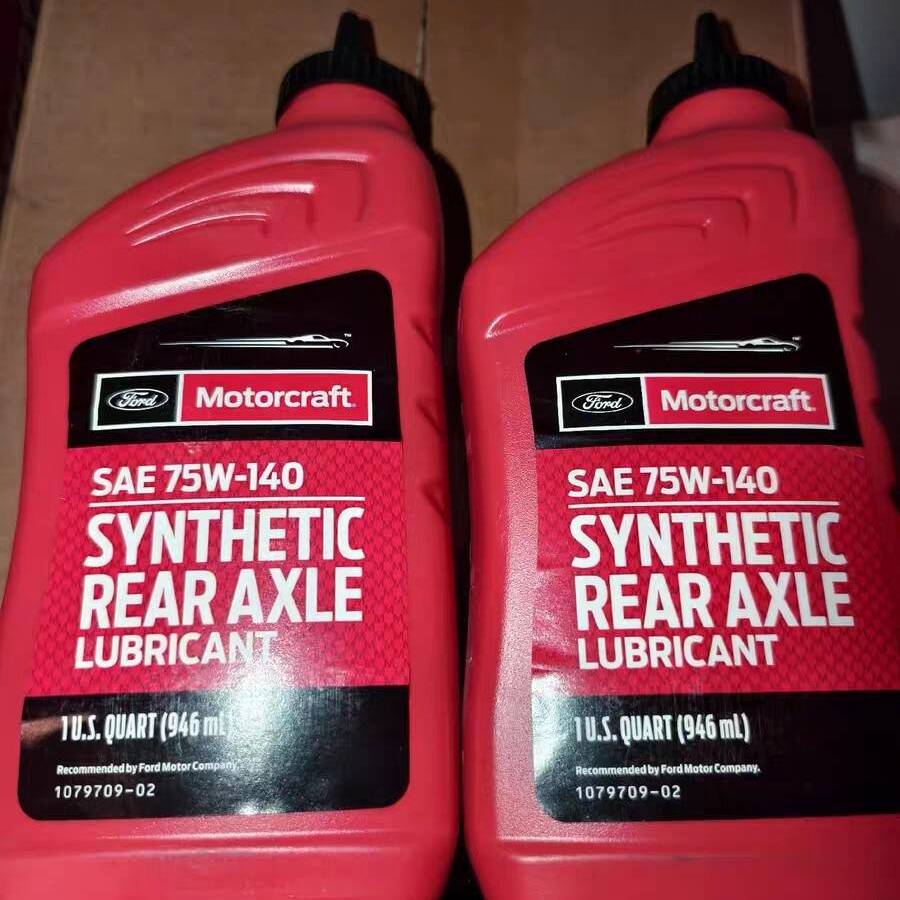 Ford Motorcraft
SAE 75W-140
SYNTHETIC
REAR AXLE
LUBRICANT
1 U.S. QUART (946 mL)
Recommended by Ford Motor Company.
1079709-02
Ford Motorcraft
SAE 75W-140
SYNTHETIC
REAR AXLE
LUBRICANT
1 U.S. QUART (946 mL)
Recommended by Ford Motor Company.
1079709-02